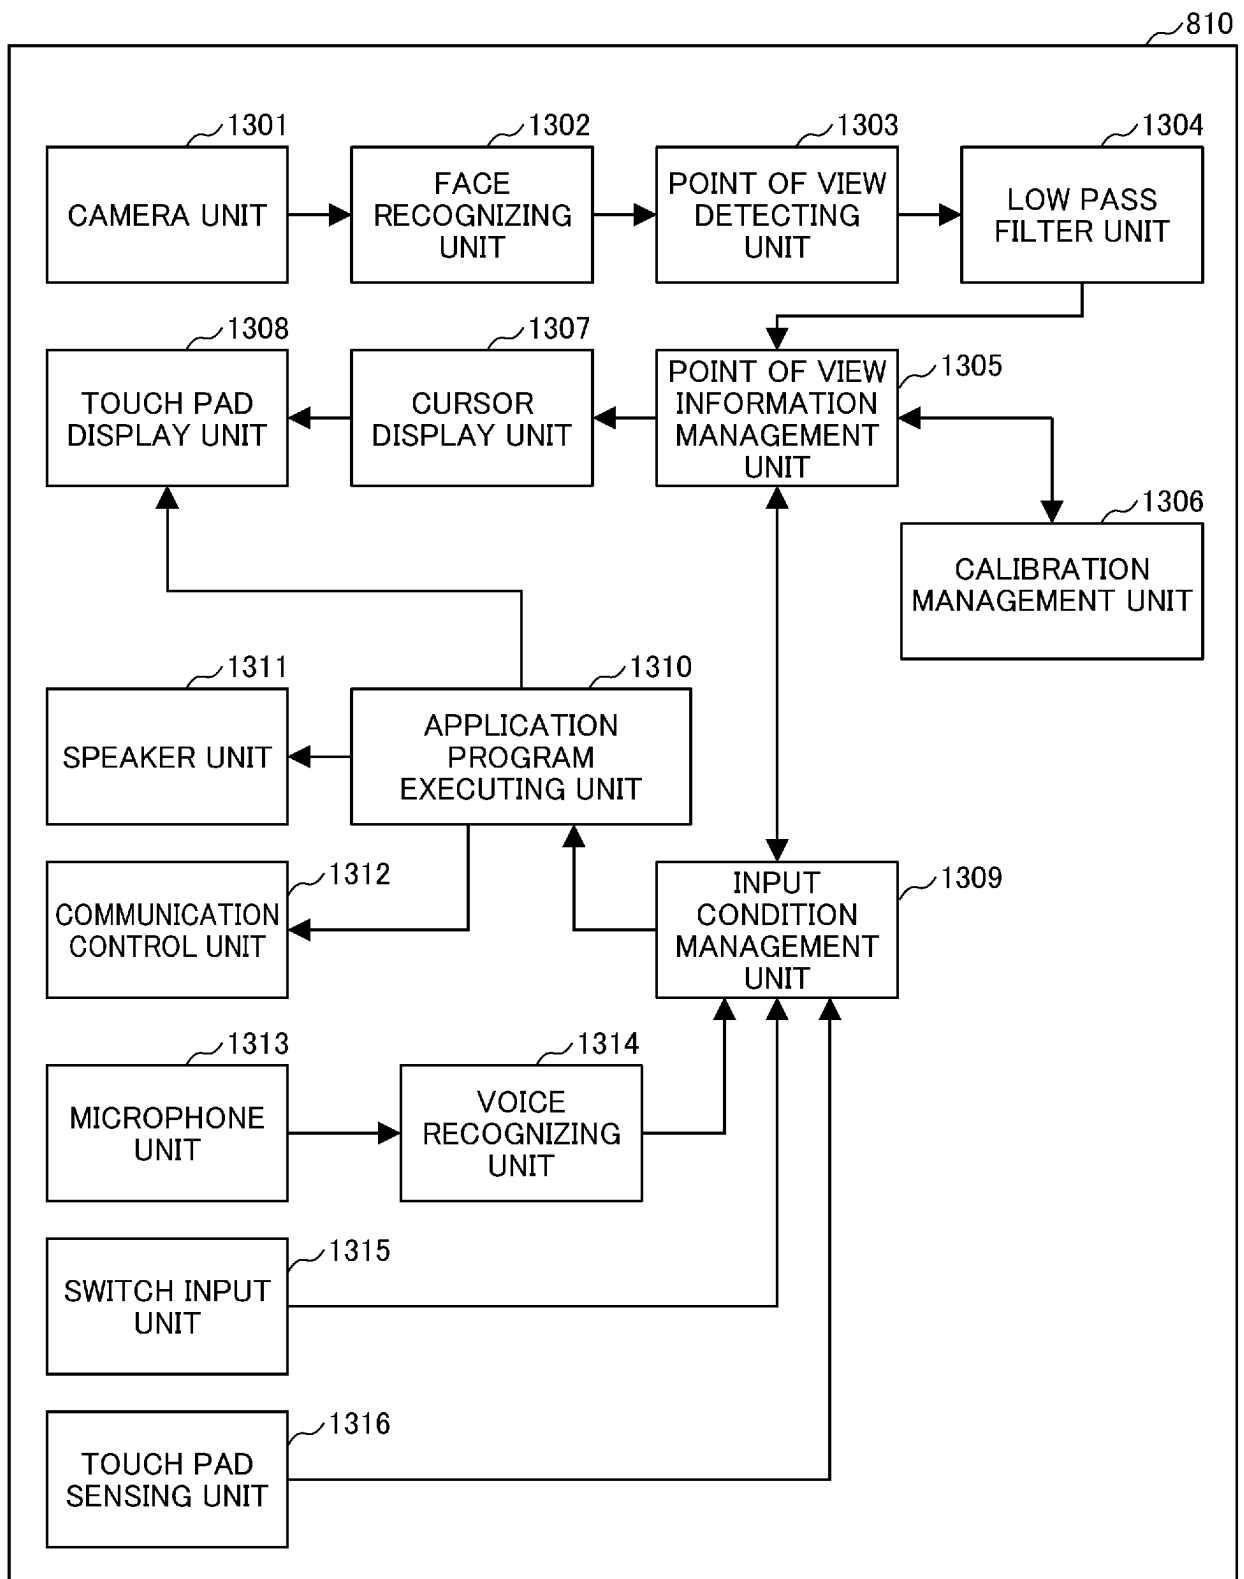 810
1301
1302
1303
1304
CAMERA UNIT
FACE
RECOGNIZING
UNIT
POINT OF VIEW
DETECTING
UNIT
LOW PASS
FILTER UNIT
1308
1307
1305
TOUCH PAD
DISPLAY UNIT
CURSOR
DISPLAY UNIT
POINT OF VIEW
INFORMATION
MANAGEMENT
UNIT
1306
CALIBRATION
MANAGEMENT UNIT
1311
1310
SPEAKER UNIT
APPLICATION
PROGRAM
EXECUTING UNIT
1312
1309
COMMUNICATION
CONTROL UNIT
INPUT
CONDITION
MANAGEMENT
UNIT
1313
1314
MICROPHONE
UNIT
VOICE
RECOGNIZING
UNIT
1315
SWITCH INPUT
UNIT
1316
TOUCH PAD
SENSING UNIT